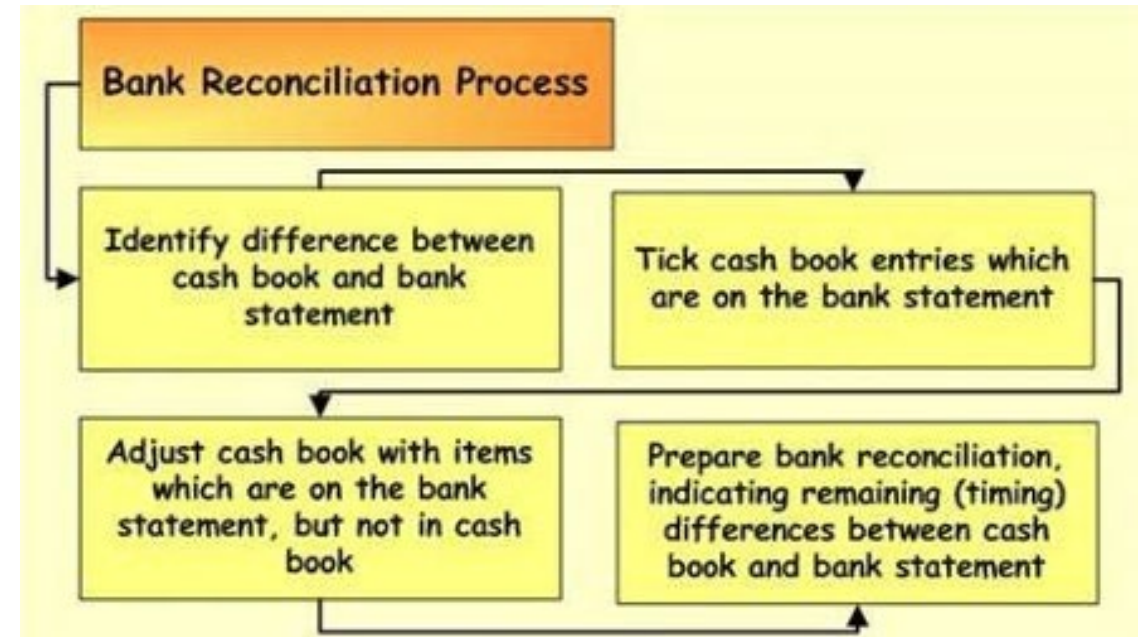 Bank Reconciliation Process
Identify difference between
cash book and bank
statement
Tick cash book entries which
are on the bank statement
Adjust cash book with items
which are on the bank
statement, but not in cash
book
Prepare bank reconciliation,
indicating remaining (timing)
differences between cash
book and bank statement